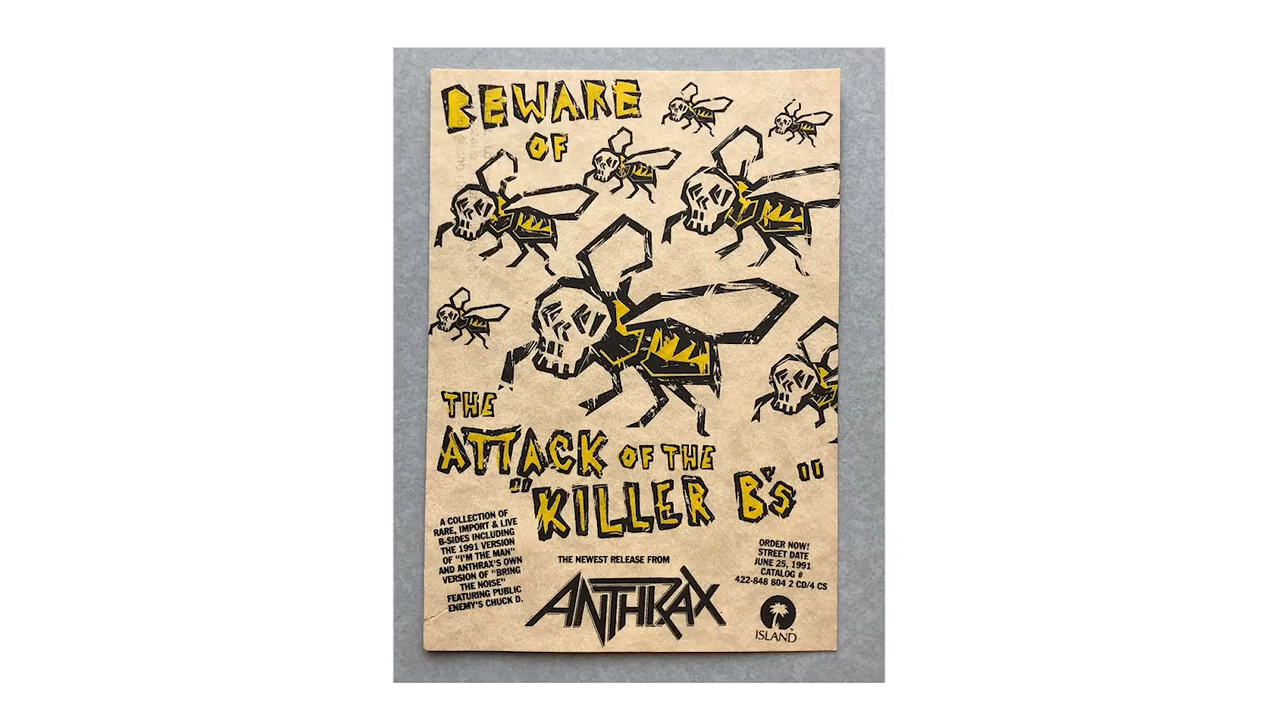 BEWARE
OF
THE
ATTACK OF THE
"KILLER B's"
A COLLECTION OF
RARE, IMPORT & LIVE
B-SIDES INCLUDING
THE 1991 VERSION
OF "I'M THE MAN"
AND ANTHRAX'S OWN
VERSION OF "BRING
THE NOISE"
FEATURING PUBLIC
ENEMY'S CHUCK D.
THE NEWEST RELEASE FROM
ANTHRAX
ORDER NOW!
STREET DATE
JUNE 25, 1991
CATALOG #
422-848 804 2 CD/4 CS
ISLAND